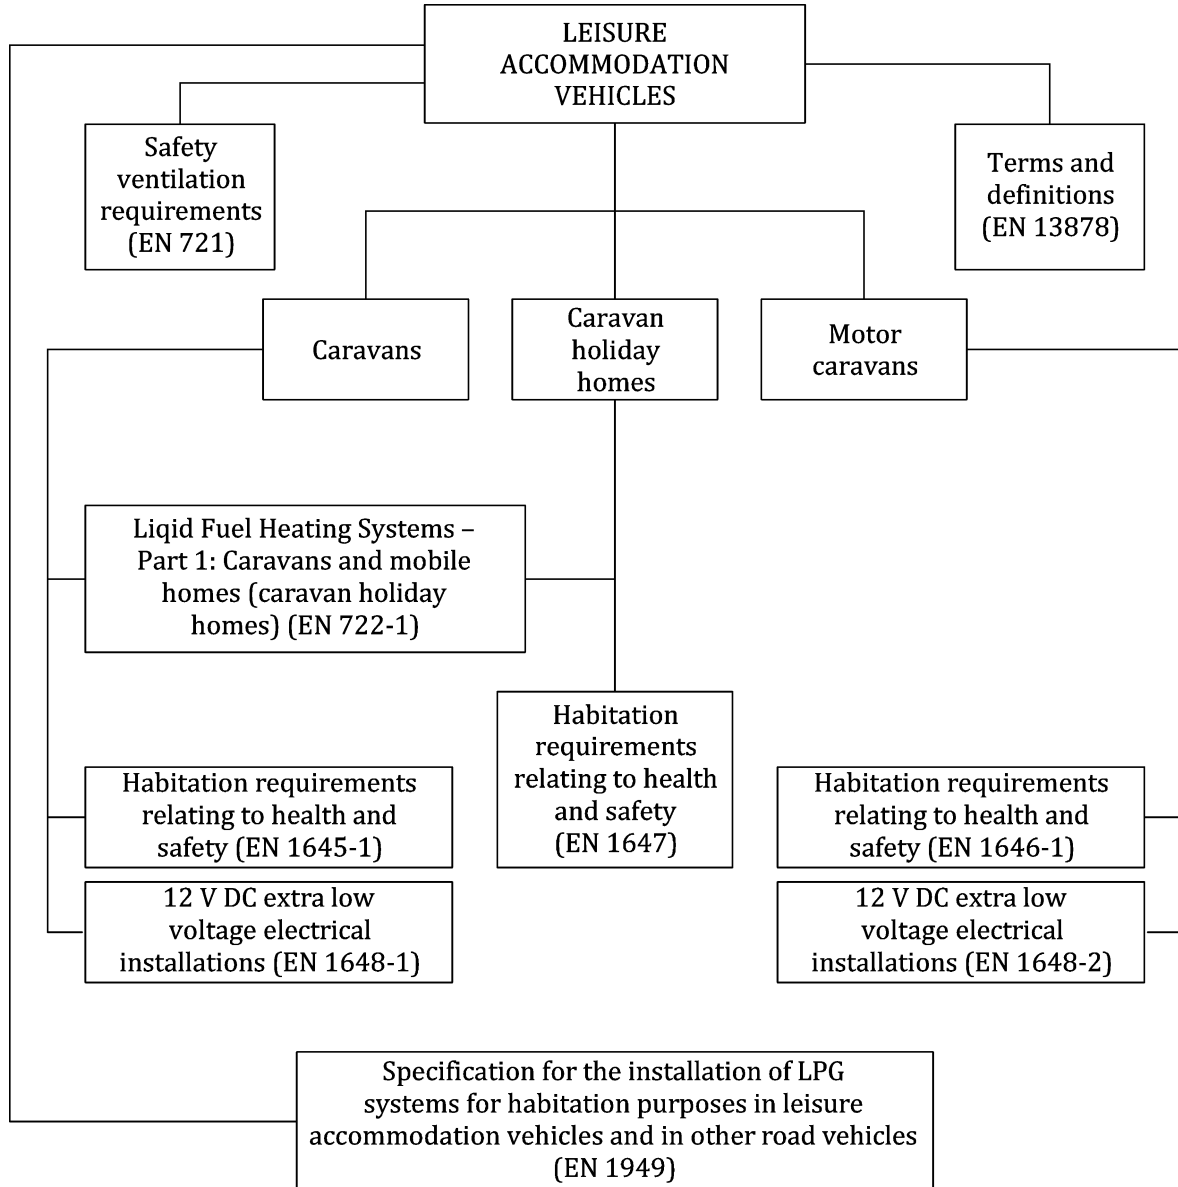 LEISURE
ACCOMMODATION
VEHICLES
Safety
ventilation
requirements
(EN 721)
Terms and
definitions
(EN 13878)
Caravans
Caravan
holiday
homes
Motor
caravans
Liqid Fuel Heating Systems –
Part 1: Caravans and mobile
homes (caravan holiday
homes) (EN 722-1)
Habitation
requirements
relating to health
and safety
(EN 1647)
Habitation requirements
relating to health and
safety (EN 1645-1)
Habitation requirements
relating to health and
safety (EN 1646-1)
12 V DC extra low
voltage electrical
installations (EN 1648-1)
12 V DC extra low
voltage electrical
installations (EN 1648-2)
Specification for the installation of LPG
systems for habitation purposes in leisure
accommodation vehicles and in other road vehicles
(EN 1949)